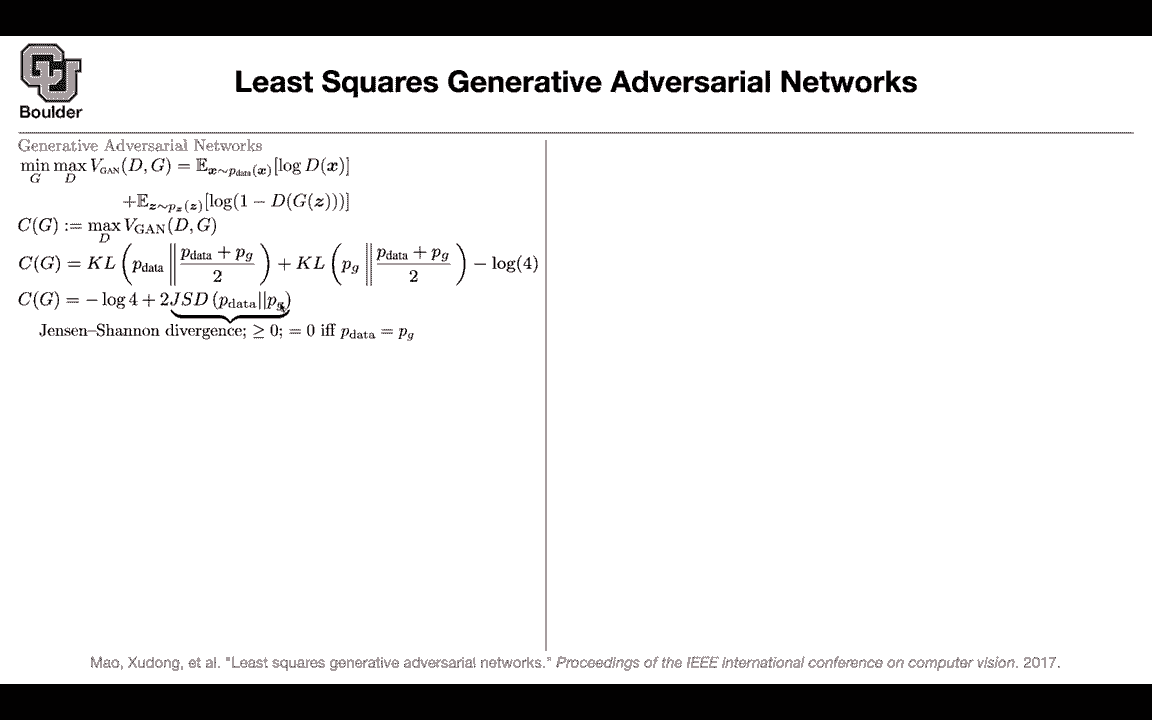 Boulder
Least Squares Generative Adversarial Networks
Generative Adversarial Networks
$\min_G \max_D V_{\text{GAN}}(D, G) = \mathbb{E}_{\boldsymbol{x} \sim p_{\text{data}}(\boldsymbol{x})}[\log D(\boldsymbol{x})]$
$+ \mathbb{E}_{\boldsymbol{z} \sim p_{\boldsymbol{z}}(\boldsymbol{z})}[\log(1 - D(G(\boldsymbol{z})))]$
$C(G) := \max_D V_{\text{GAN}}(D, G)$
$C(G) = KL\left(p_{\text{data}} \middle\| \frac{p_{\text{data}} + p_g}{2}\right) + KL\left(p_g \middle\| \frac{p_{\text{data}} + p_g}{2}\right) - \log(4)$
$C(G) = -\log 4 + 2\underbrace{JSD(p_{\text{data}} || p_g)}$
Jensen–Shannon divergence; $\geq 0$; $= 0$ iff $p_{\text{data}} = p_g$
Mao, Xudong, et al. "Least squares generative adversarial networks." Proceedings of the IEEE international conference on computer vision. 2017.